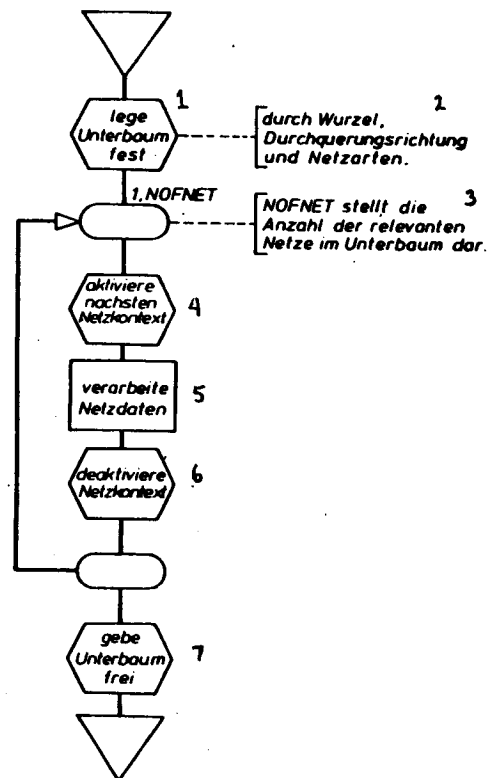 1
lege
Unterbaum
fest
2
durch Wurzel,
Durchquerungsrichtung
und Netzarten.
1, NOFNET
3
NOFNET stellt die
Anzahl der relevanten
Netze im Unterbaum dar.
aktiviere
nächsten
Netzkontext
4
verarbeite
Netzdaten
5
deaktiviere
Netzkontext
6
gebe
Unterbaum
frei
7